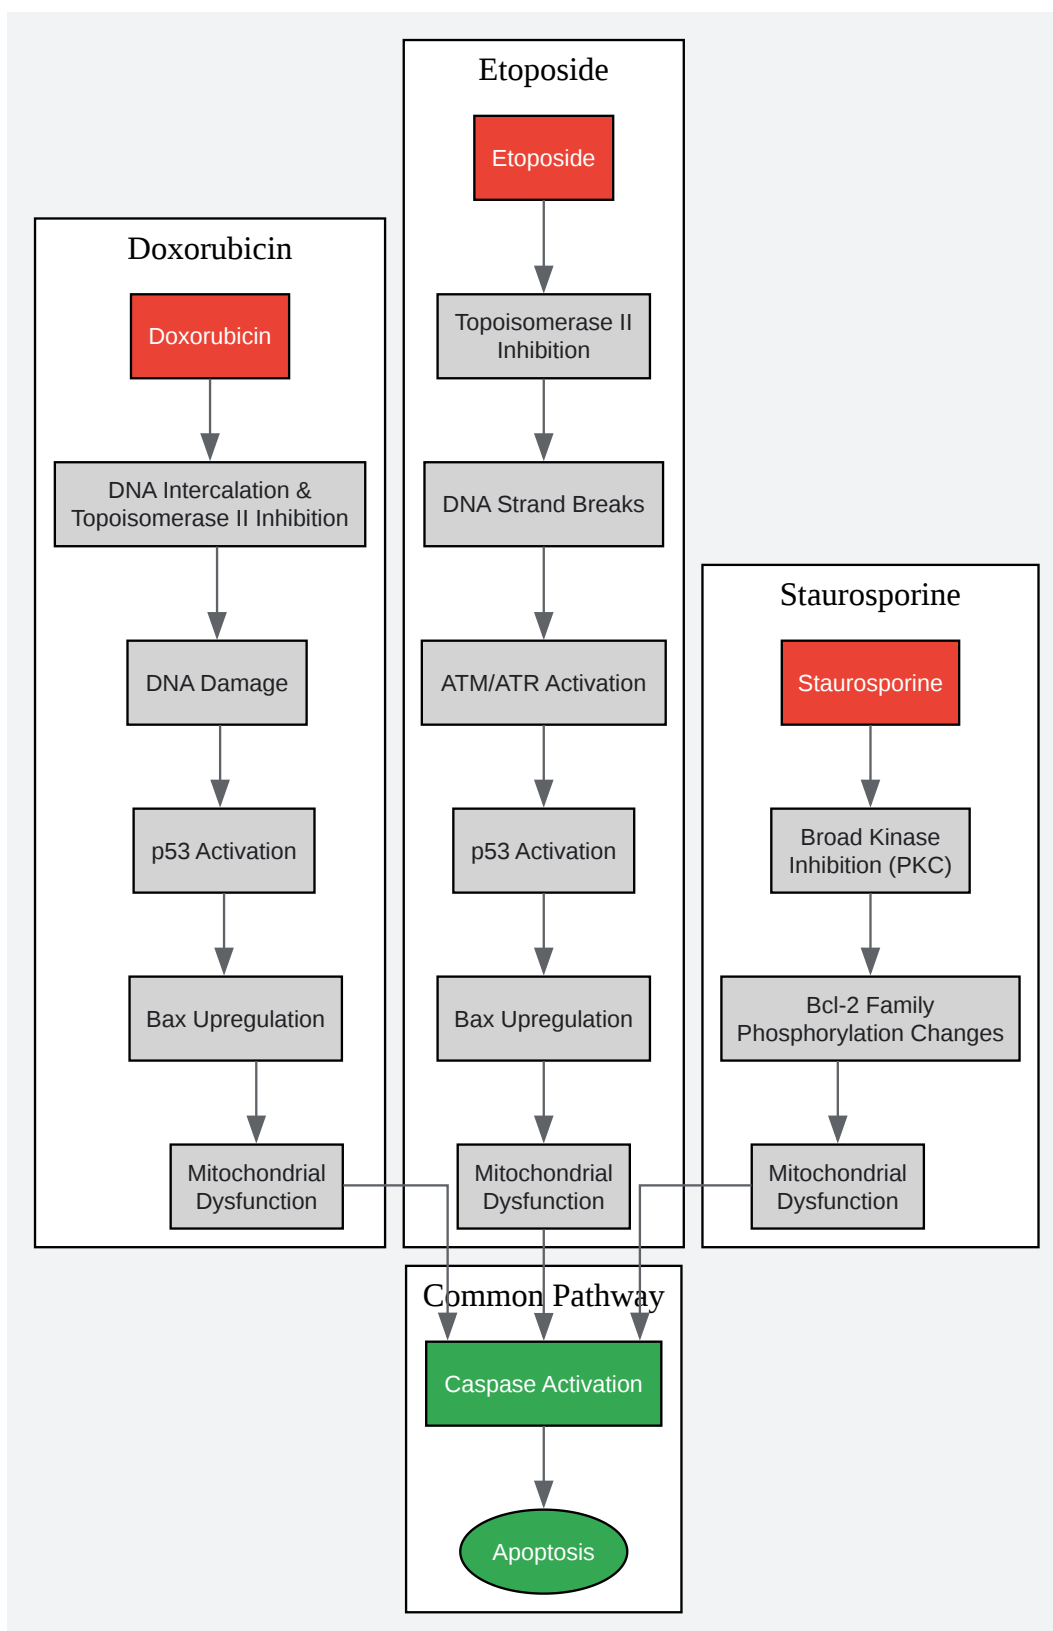 Etoposide
Etoposide
Topoisomerase II
Inhibition
DNA Strand Breaks
ATM/ATR Activation
p53 Activation
Bax Upregulation
Mitochondrial
Dysfunction
Doxorubicin
Doxorubicin
DNA Intercalation &
Topoisomerase II Inhibition
DNA Damage
p53 Activation
Bax Upregulation
Mitochondrial
Dysfunction
Staurosporine
Staurosporine
Broad Kinase
Inhibition (PKC)
Bcl-2 Family
Phosphorylation Changes
Mitochondrial
Dysfunction
Common Pathway
Caspase Activation
Apoptosis